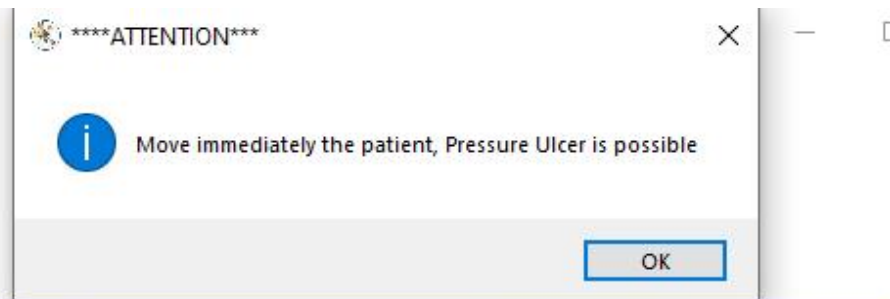 ****ATTENTION***
Move immediately the patient, Pressure Ulcer is possible
OK